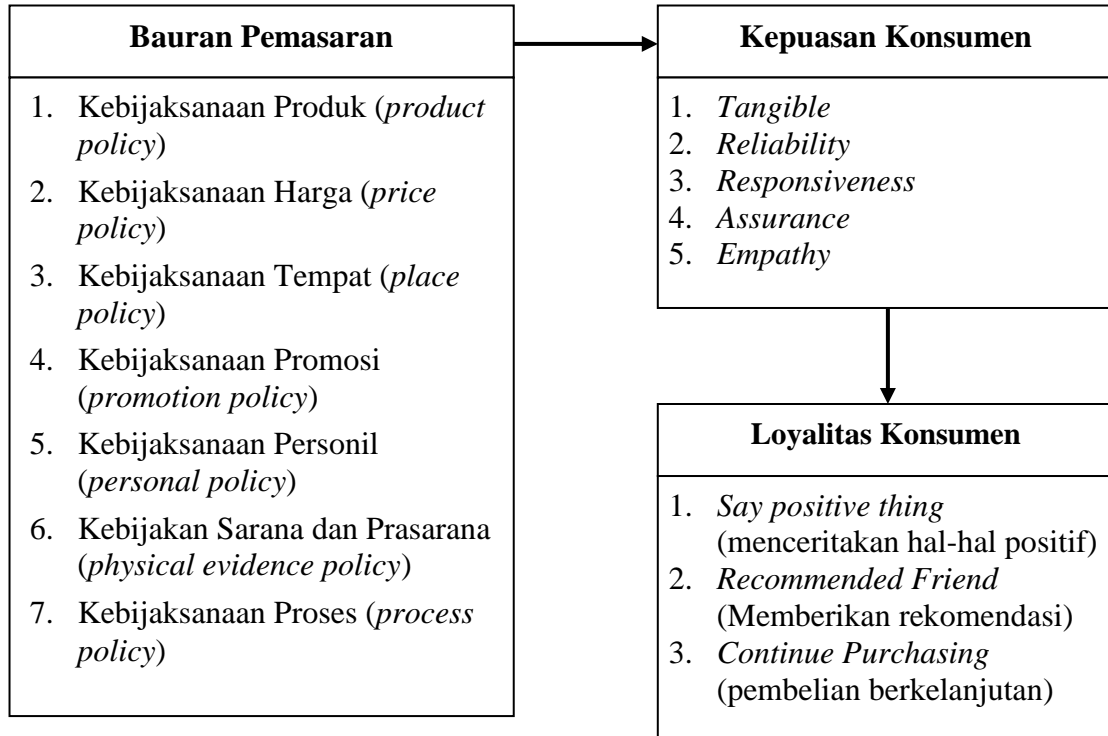 Bauran Pemasaran
1. Kebijaksanaan Produk (product
policy)
2. Kebijaksanaan Harga (price
policy)
3. Kebijaksanaan Tempat (place
policy)
4. Kebijaksanaan Promosi
(promotion policy)
5. Kebijaksanaan Personil
(personal policy)
6. Kebijakan Sarana dan Prasarana
(physical evidence policy)
7. Kebijaksanaan Proses (process
policy)
Kepuasan Konsumen
1. Tangible
2. Reliability
3. Responsiveness
4. Assurance
5. Empathy
Loyalitas Konsumen
1. Say positive thing
(menceritakan hal-hal positif)
2. Recommended Friend
(Memberikan rekomendasi)
3. Continue Purchasing
(pembelian berkelanjutan)